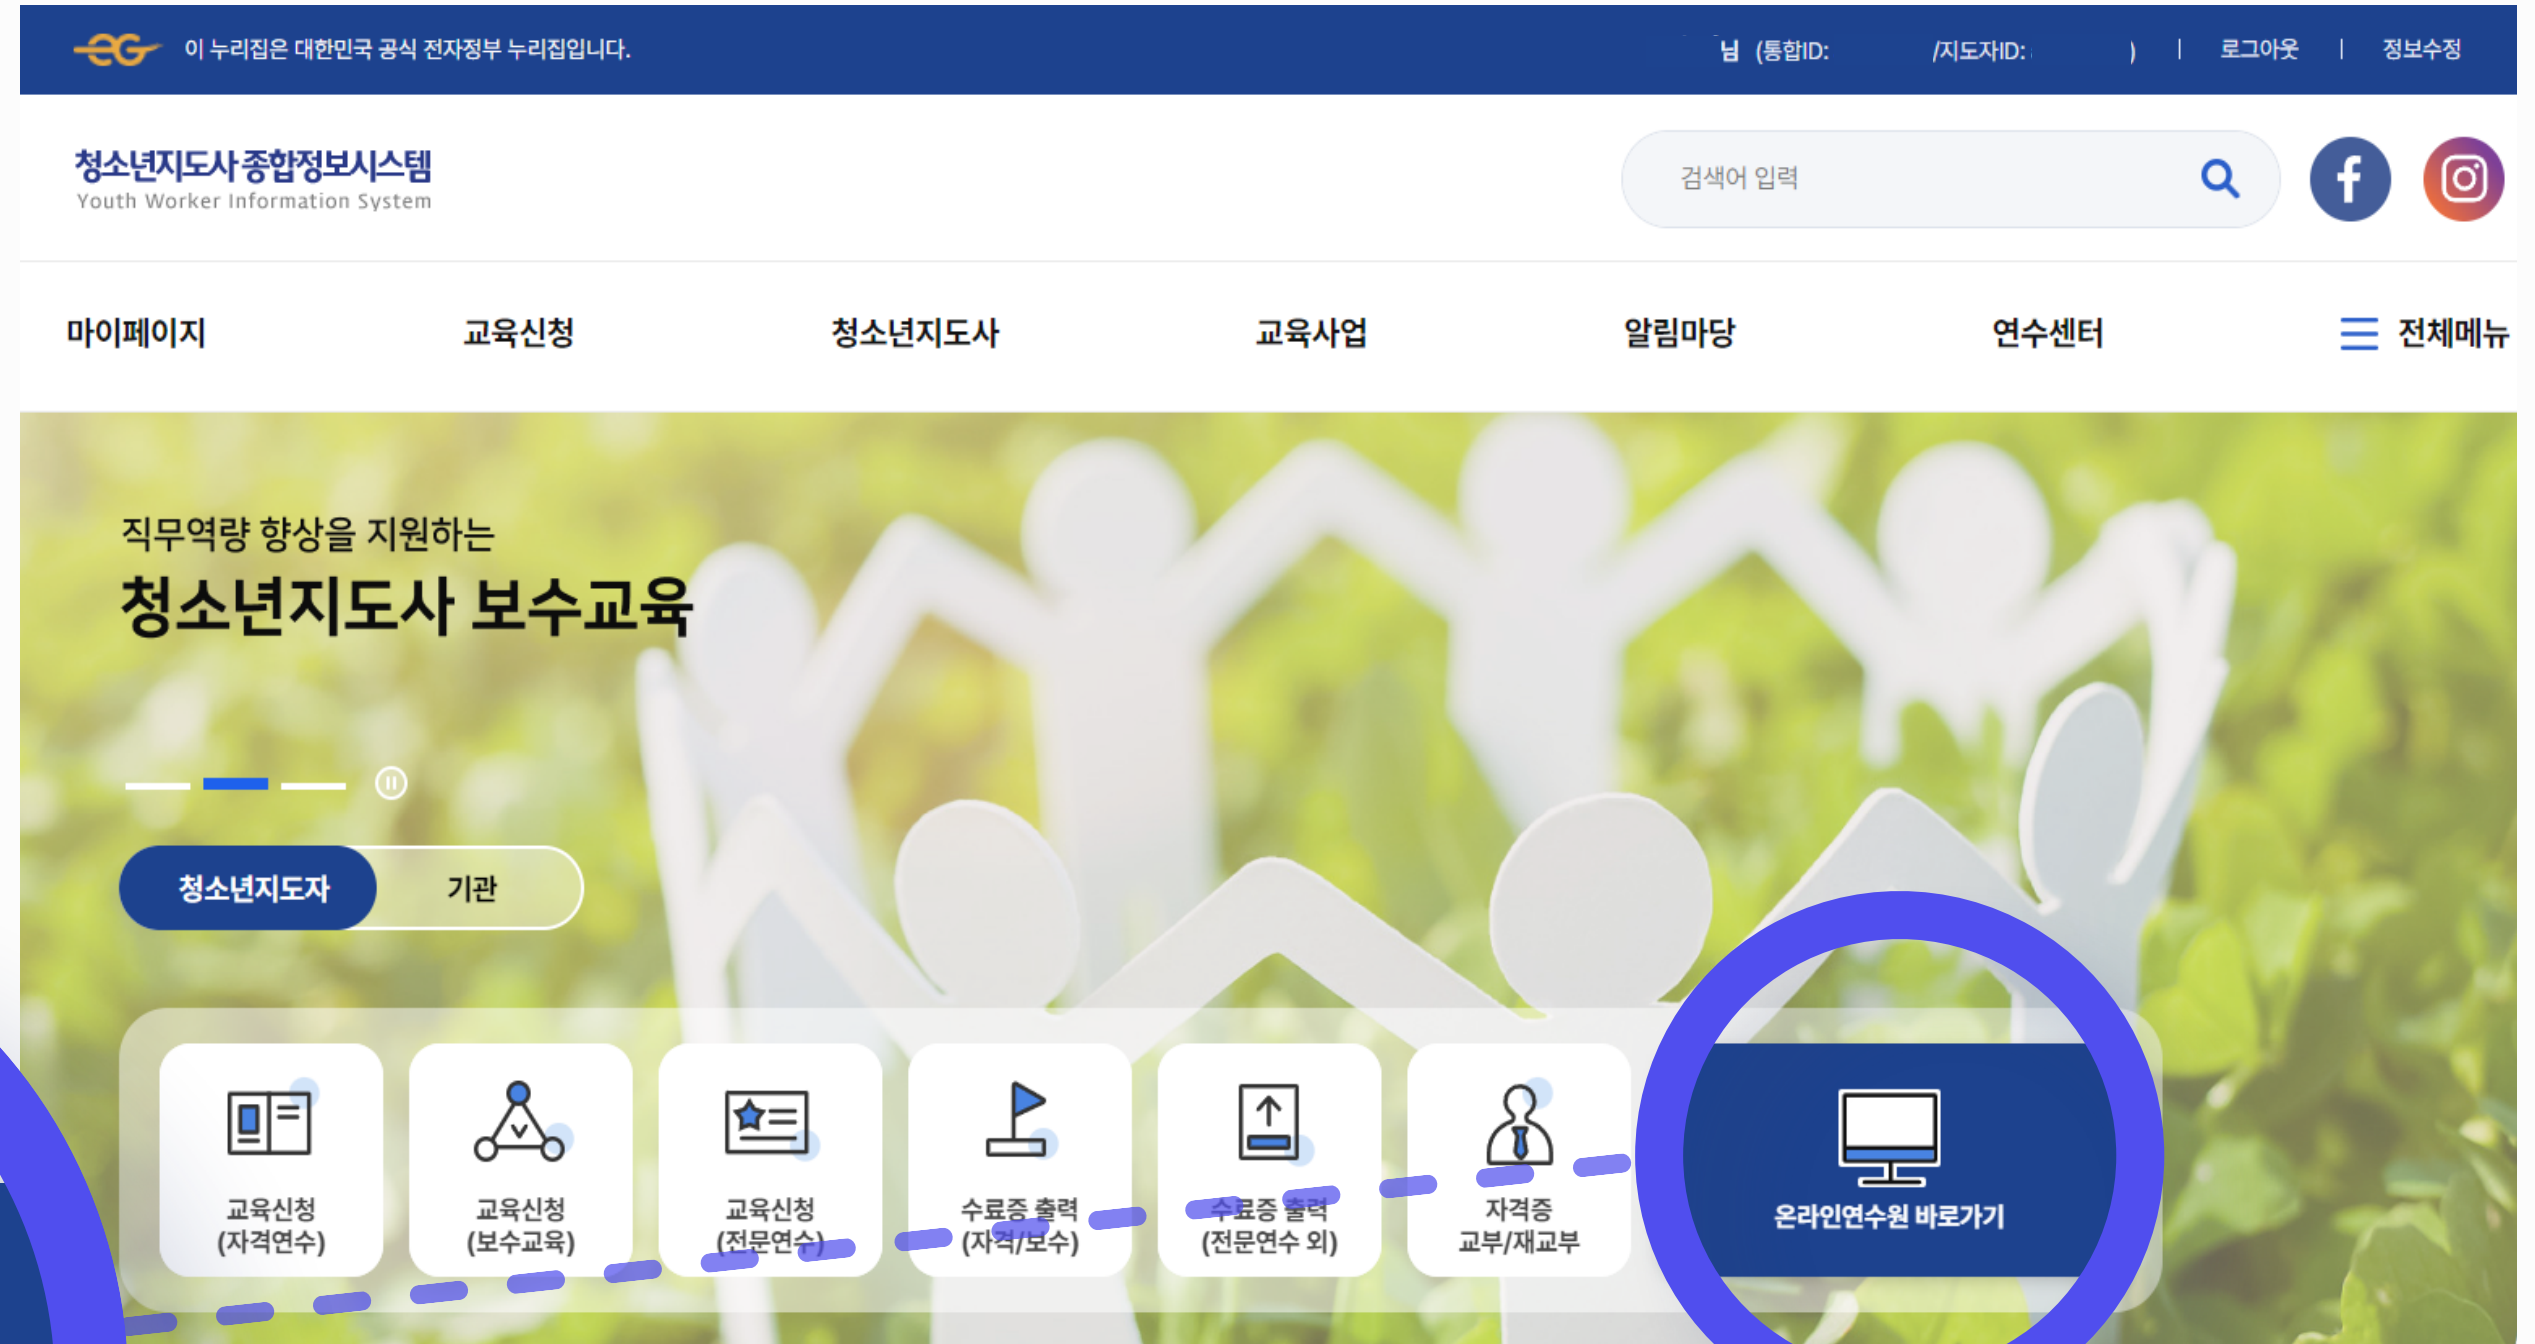 이 누리집은 대한민국 공식 전자정부 누리집입니다.
님 (통합ID: /지도자ID: ) | 로그아웃 | 정보수정
청소년지도사 종합정보시스템
Youth Worker Information System
검색어 입력
마이페이지 교육신청 청소년지도사 교육사업 알림마당 연수센터 전체메뉴
직무역량 향상을 지원하는
청소년지도사 보수교육
청소년지도자 기관
교육신청
(자격연수)
교육신청
(보수교육)
교육신청
(전문연수)
수료증 출력
(자격/보수)
수료증 출력
(전문연수 외)
자격증
교부/재교부
온라인연수원 바로가기